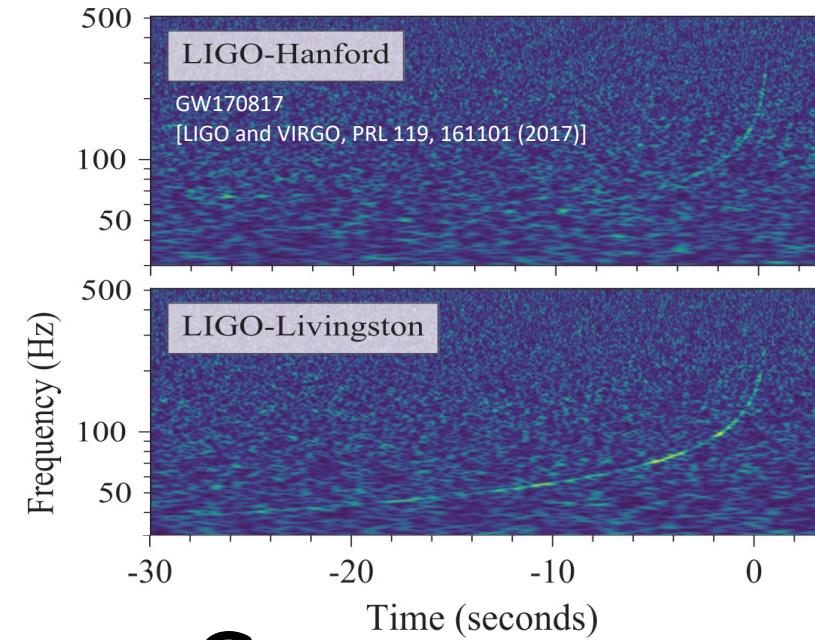 500
LIGO-Hanford
GW170817
[LIGO and VIRGO, PRL 119, 161101 (2017)]
100
50
500
LIGO-Livingston
100
50
Frequency (Hz)
-30 -20 -10 0
Time (seconds)